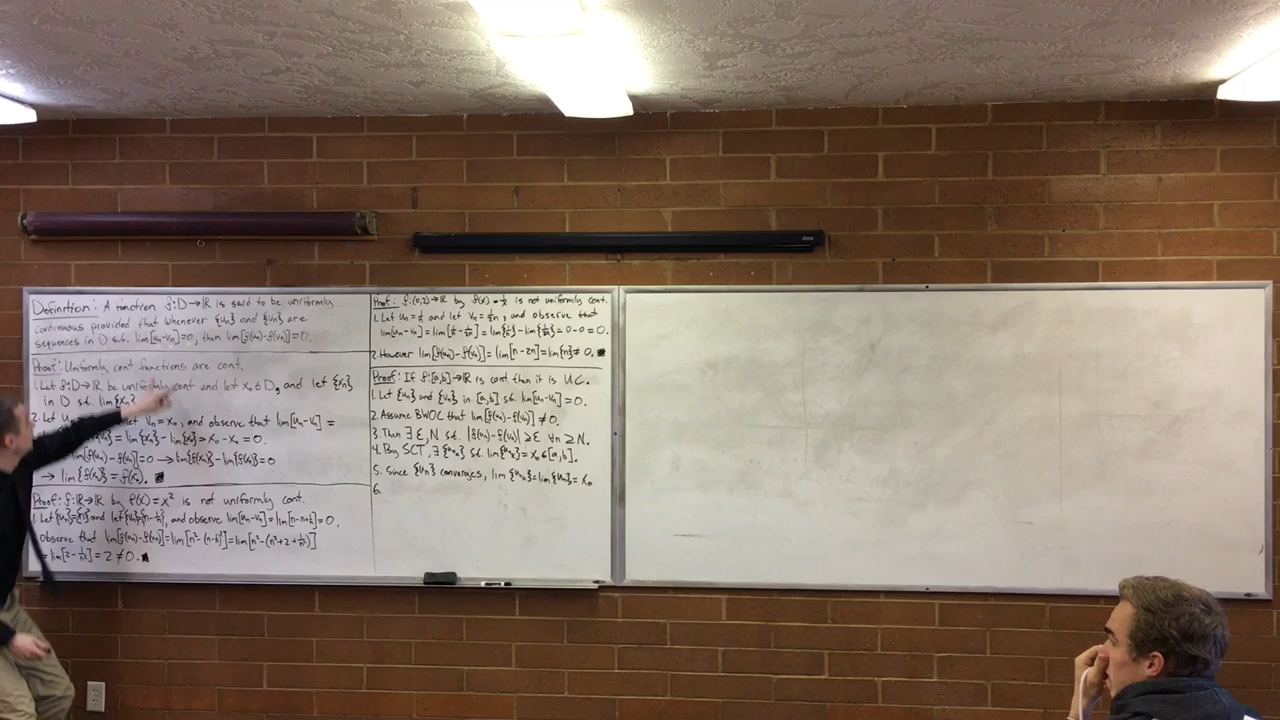 Definition: A function f:D→ℝ is said to be uniformly
continuous provided that whenever {uₙ} and {vₙ} are
sequences in D s.t. lim[uₙ-vₙ]=0, then lim[f(uₙ)-f(vₙ)]=0.
Proof: Uniformly cont functions are cont.
1. Let f:D→ℝ be uniformly cont and let x₀∈D, and let {xₙ}
in D s.t. lim{xₙ
2. Let u let vₙ=x₀, and observe that lim[uₙ-vₙ]=
=lim{xₙ}-lim{x₀}=x₀-x₀=0.
lim[f(uₙ)-f(vₙ)]=0→lim{f(xₙ)}-lim{f(x₀)}=0
→ lim{f(xₙ)}=f(x₀). ■
Proof: f:ℝ→ℝ by f(x)=x² is not uniformly cont.
1. Let {uₙ}={n} and let {vₙ}={n-1/n}, and observe lim[uₙ-vₙ]=lim[n-n+1/n]=0.
observe that lim[f(uₙ)-f(vₙ)]=lim[n²-(n-1/n)²]=lim[n²-(n²+2+1/n²)]
=lim[2-1/n²]=2≠0. ■
Proof: f:(0,2)→ℝ by f(x)=1/x is not uniformly cont.
1. Let uₙ=1/n and let vₙ=1/2n, and observe that
lim[uₙ-vₙ]=lim[1/n-1/2n]=lim{1/n}-lim{1/2n}=0-0=0.
2. However lim[f(uₙ)-f(vₙ)]=lim[n-2n]=lim{n}≠0. ■
Proof: If f:[a,b]→ℝ is cont then it is UC.
1. Let {uₙ} and {vₙ} in [a,b] s.t. lim[uₙ-vₙ]=0.
2. Assume BWOC that lim[f(uₙ)-f(vₙ)]≠0.
3. Then ∃ε,N s.t. |f(uₙ)-f(vₙ)|≥ε ∀n≥N.
4. By SCT, ∃{uₙₖ} s.t. lim{uₙₖ}=x₀∈[a,b].
5. Since {uₙ} converges, lim{uₙₖ}=lim{uₙ}=x₀
6.